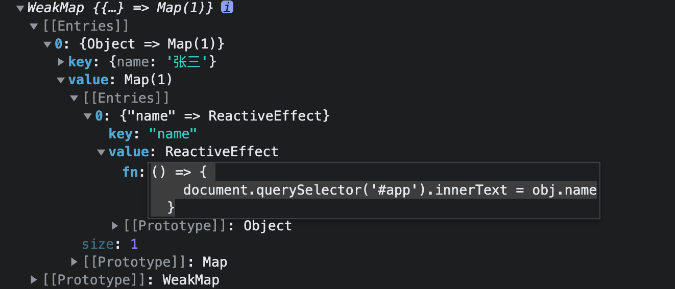 ▼WeakMap {{…} => Map(1)} i
▼[[Entries]]
▼0: {Object => Map(1)}
▶key: {name: '张三'}
▼value: Map(1)
▼[[Entries]]
▼0: {"name" => ReactiveEffect}
key: "name"
▼value: ReactiveEffect
fn: () => {
document.querySelector('#app').innerText = obj.name
}
▶[[Prototype]]: Object
size: 1
▶[[Prototype]]: Map
▶[[Prototype]]: WeakMap